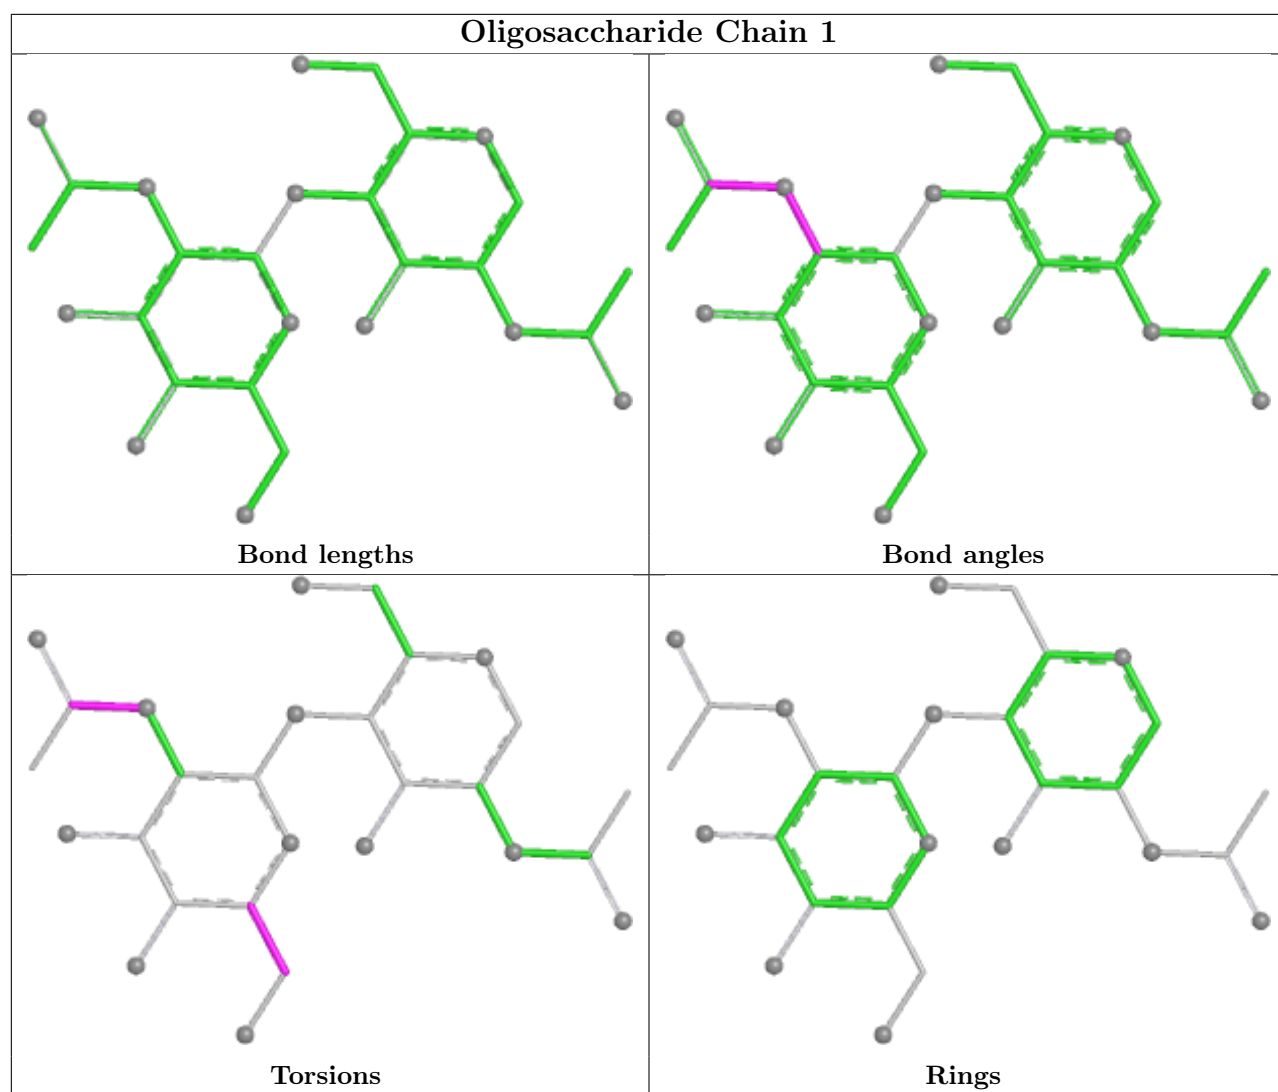 Oligosaccharide Chain 1
Bond lengths
Bond angles
Torsions
Rings